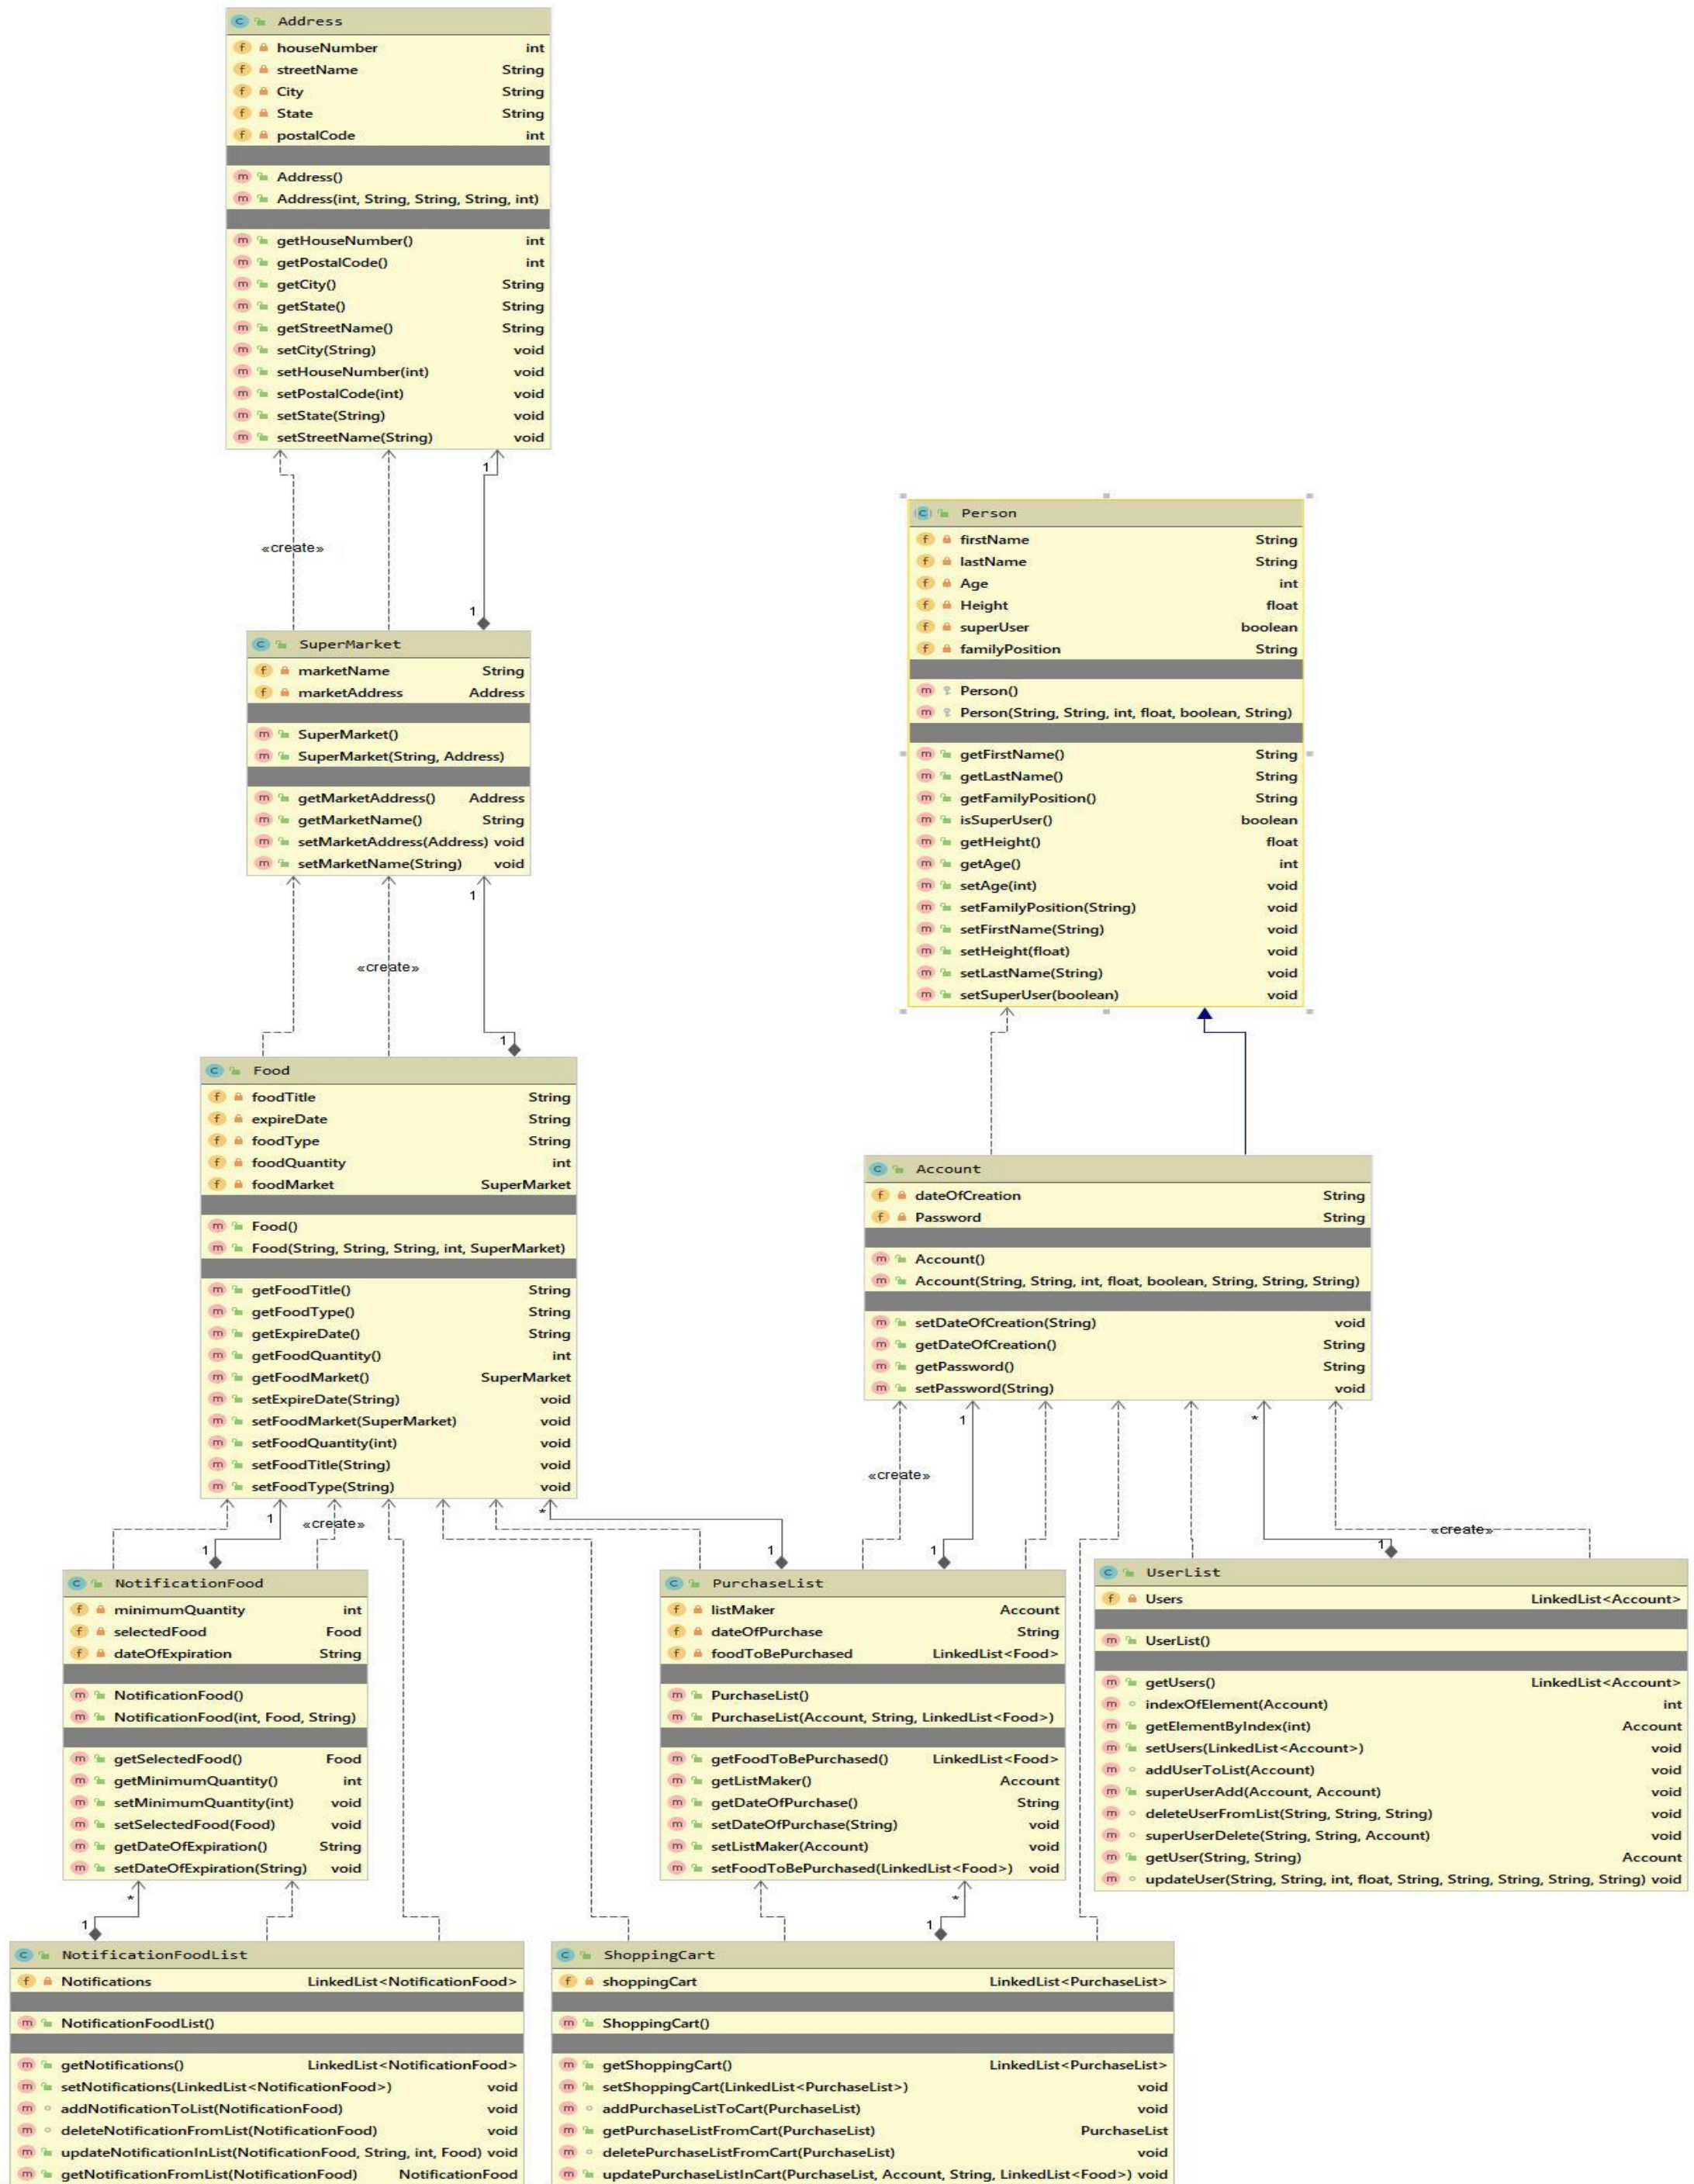 Address
houseNumber int
streetName String
City String
State String
postalCode int
Address()
Address(int, String, String, String, int)
getHouseNumber() int
getPostalCode() int
getCity() String
getState() String
getStreetName() String
setCity(String) void
setHouseNumber(int) void
setPostalCode(int) void
setState(String) void
setStreetName(String) void
1
«create»
1
SuperMarket
marketName String
marketAddress Address
SuperMarket()
SuperMarket(String, Address)
getMarketAddress() Address
getMarketName() String
setMarketAddress(Address) void
setMarketName(String) void
1
«create»
1
Person
firstName String
lastName String
Age int
Height float
superUser boolean
familyPosition String
Person()
Person(String, String, int, float, boolean, String)
getFirstName() String
getLastName() String
getFamilyPosition() String
isSuperUser() boolean
getHeight() float
getAge() int
setAge(int) void
setFamilyPosition(String) void
setFirstName(String) void
setHeight(float) void
setLastName(String) void
setSuperUser(boolean) void
Food
foodTitle String
expireDate String
foodType String
foodQuantity int
foodMarket SuperMarket
Food()
Food(String, String, String, int, SuperMarket)
getFoodTitle() String
getFoodType() String
getExpireDate() String
getFoodQuantity() int
getFoodMarket() SuperMarket
setExpireDate(String) void
setFoodMarket(SuperMarket) void
setFoodQuantity(int) void
setFoodTitle(String) void
setFoodType(String) void
1
«create»
*
1
1
Account
dateOfCreation String
Password String
Account()
Account(String, String, int, float, boolean, String, String, String)
setDateOfCreation(String) void
getDateOfCreation() String
getPassword() String
setPassword(String) void
1
*
«create»
«create»
1
1
NotificationFood
minimumQuantity int
selectedFood Food
dateOfExpiration String
NotificationFood()
NotificationFood(int, Food, String)
getSelectedFood() Food
getMinimumQuantity() int
setMinimumQuantity(int) void
setSelectedFood(Food) void
getDateOfExpiration() String
setDateOfExpiration(String) void
*
1
PurchaseList
listMaker Account
dateOfPurchase String
foodToBePurchased LinkedList<Food>
PurchaseList()
PurchaseList(Account, String, LinkedList<Food>)
getFoodToBePurchased() LinkedList<Food>
getListMaker() Account
getDateOfPurchase() String
setDateOfPurchase(String) void
setListMaker(Account) void
setFoodToBePurchased(LinkedList<Food>) void
*
1
UserList
Users LinkedList<Account>
UserList()
getUsers() LinkedList<Account>
indexOfElement(Account) int
getElementByIndex(int) Account
setUsers(LinkedList<Account>) void
addUserToList(Account) void
superUserAdd(Account, Account) void
deleteUserFromList(String, String, String) void
superUserDelete(String, String, Account) void
getUser(String, String) Account
updateUser(String, String, int, float, String, String, String, String, String) void
NotificationFoodList
Notifications LinkedList<NotificationFood>
NotificationFoodList()
getNotifications() LinkedList<NotificationFood>
setNotifications(LinkedList<NotificationFood>) void
addNotificationToList(NotificationFood) void
deleteNotificationFromList(NotificationFood) void
updateNotificationInList(NotificationFood, String, int, Food) void
getNotificationFromList(NotificationFood) NotificationFood
ShoppingCart
shoppingCart LinkedList<PurchaseList>
ShoppingCart()
getShoppingCart() LinkedList<PurchaseList>
setShoppingCart(LinkedList<PurchaseList>) void
addPurchaseListToCart(PurchaseList) void
getPurchaseListFromCart(PurchaseList) PurchaseList
deletePurchaseListFromCart(PurchaseList) void
updatePurchaseListInCart(PurchaseList, Account, String, LinkedList<Food>) void